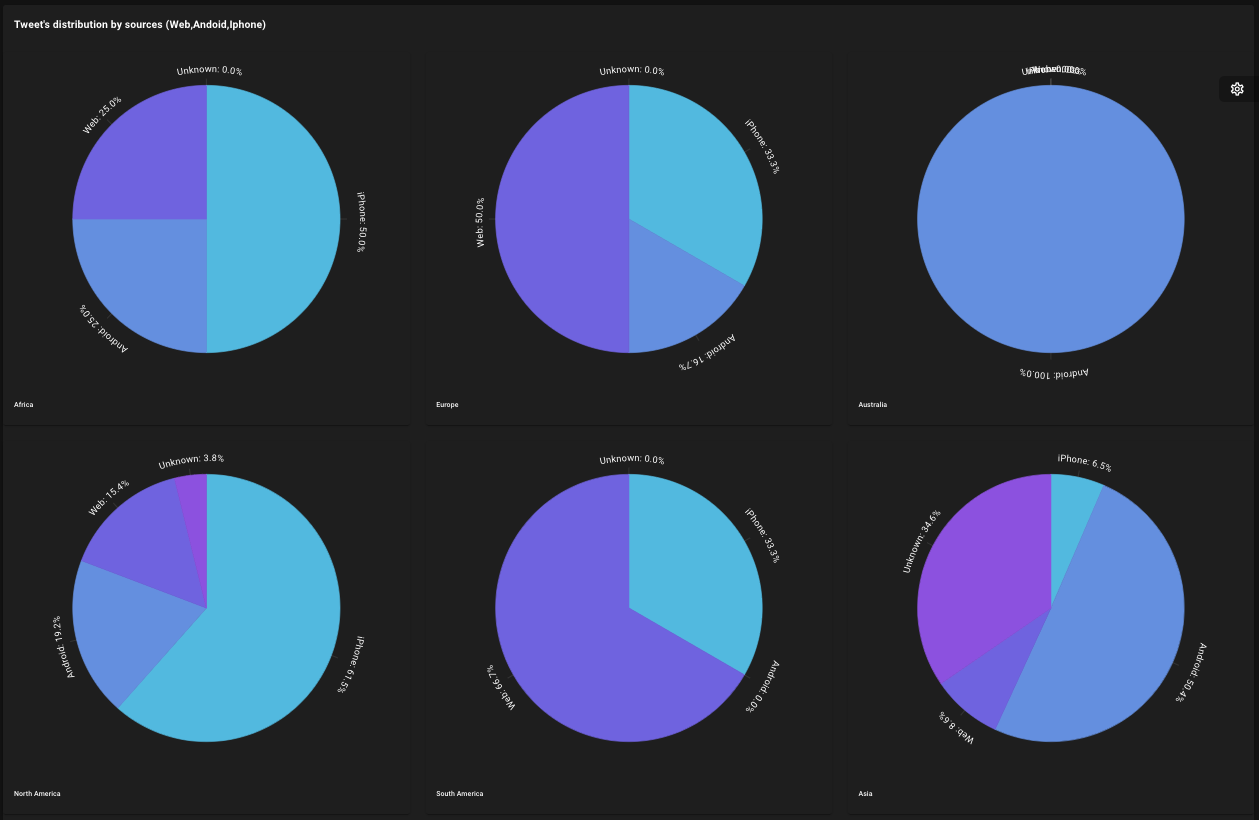 Tweet's distribution by sources (Web,Andoid,Iphone)
Unknown: 0.0%
Web: 25.0%
iPhone: 50.0%
Android: 25.0%
Africa
Unknown: 0.0%
iPhone: 33.3%
Web: 50.0%
Android: 16.7%
Europe
Android: 100.0%
Australia
Unknown: 3.8%
Web: 15.4%
Android: 19.2%
iPhone: 61.5%
North America
Unknown: 0.0%
iPhone: 33.3%
Web: 66.7%
Android: 0.0%
South America
iPhone: 6.5%
Unknown: 34.6%
Android: 50.4%
Web: 8.6%
Asia